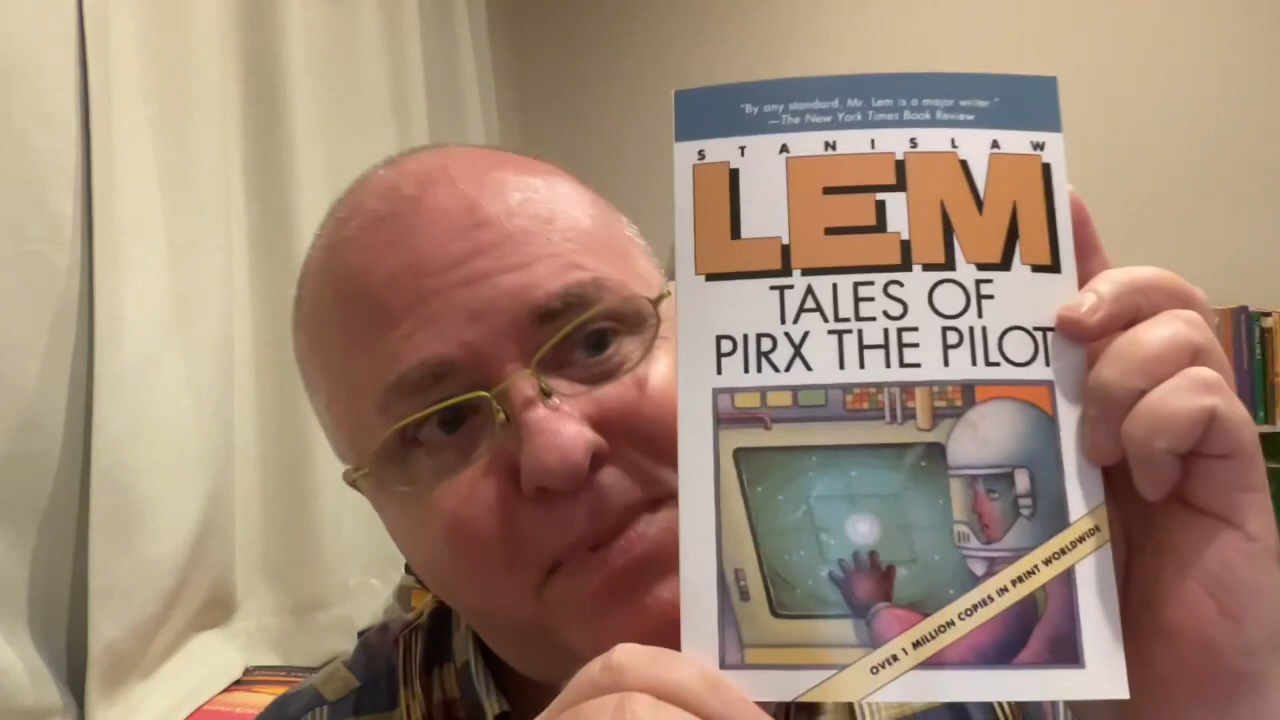 "By any standard, Mr. Lem is a major writer."
—The New York Times Book Review
STANISLAW
LEM
TALES OF
PIRX THE PILOT
OVER 1 MILLION COPIES IN PRINT WORLDWIDE